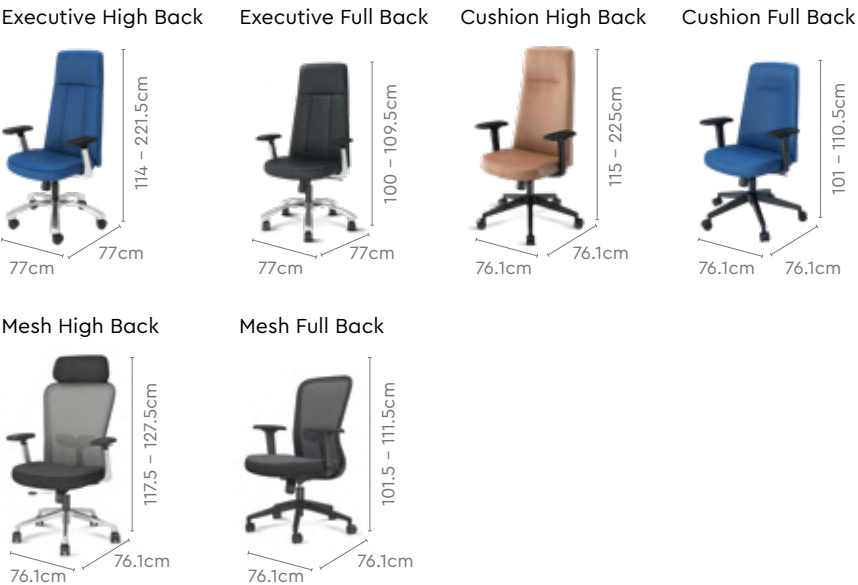 Executive High Back
Executive Full Back
Cushion High Back
Cushion Full Back
114 – 221.5cm
77cm
77cm
100 – 109.5cm
77cm
77cm
115 – 225cm
76.1cm
76.1cm
101 – 110.5cm
76.1cm
76.1cm
Mesh High Back
Mesh Full Back
117.5 – 127.5cm
76.1cm
76.1cm
101.5 – 111.5cm
76.1cm
76.1cm